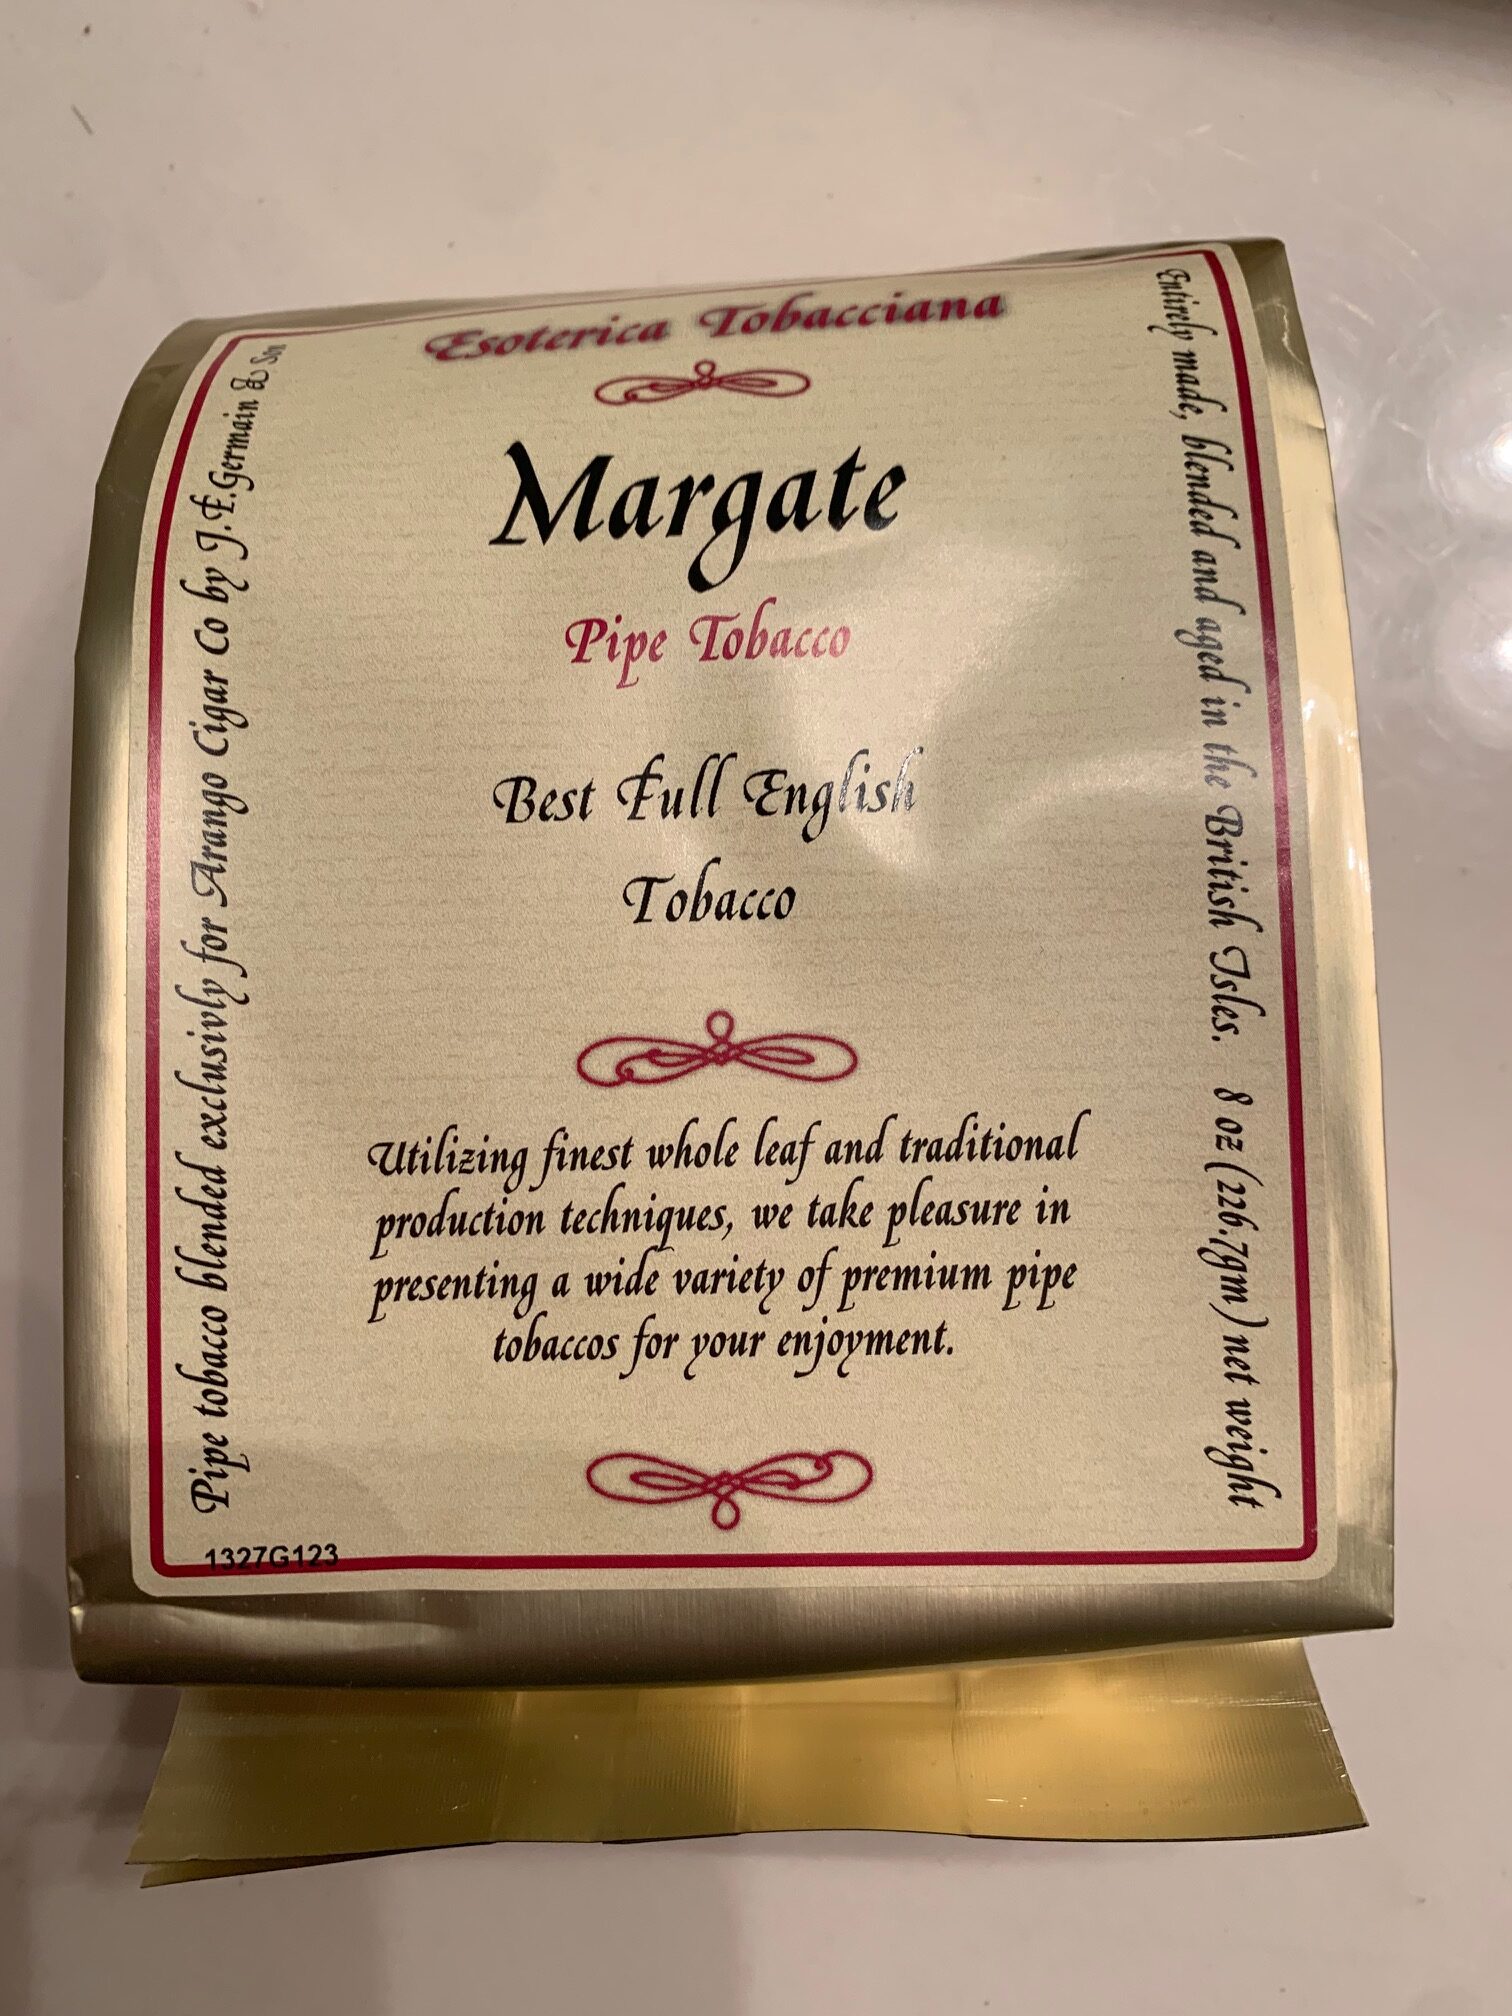 Esoterica Tobacciana
Margate
Pipe Tobacco
Best Full English
Tobacco
Utilizing finest whole leaf and traditional
production techniques, we take pleasure in
presenting a wide variety of premium pipe
tobaccos for your enjoyment.
Pipe tobacco blended exclusivly for Arango Cigar Co by J.F.Germain & Son
Entirely made, blended and aged in the British Isles. 8 oz (226.7gm) net weight
1327G123